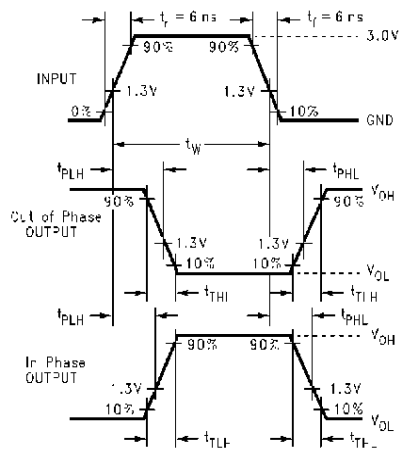 tr = 6 ns
tf = 6 ns
90%
90%
3.0V
INPUT
1.3V
1.3V
0%
10%
GND
tW
tPLH
tPHL
90%
90%
VOH
Out of Phase
OUTPUT
1.3V
1.3V
10%
10%
VOL
tPLH
tTHL
tTLH
tPHL
VOH
In Phase
OUTPUT
90%
90%
1.3V
1.3V
10%
10%
VOL
tTLH
tTHL